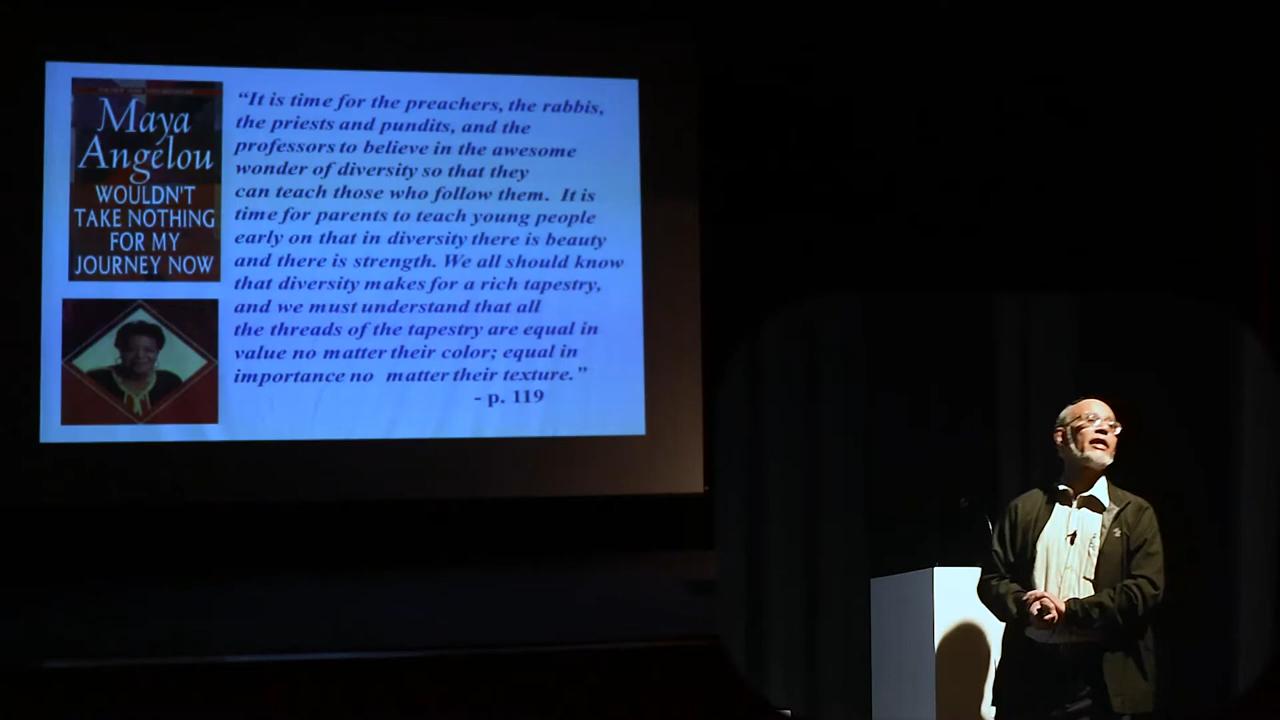 Maya
Angelou
WOULDN'T
TAKE NOTHING
FOR MY
JOURNEY NOW
“It is time for the preachers, the rabbis,
the priests and pundits, and the
professors to believe in the awesome
wonder of diversity so that they
can teach those who follow them. It is
time for parents to teach young people
early on that in diversity there is beauty
and there is strength. We all should know
that diversity makes for a rich tapestry,
and we must understand that all
the threads of the tapestry are equal in
value no matter their color; equal in
importance no matter their texture.”
- p. 119